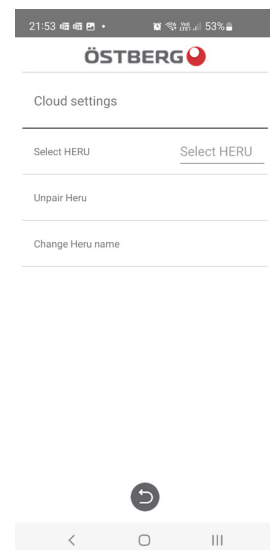 21:53 53%
ÖSTBERG
Cloud settings
Select HERU Select HERU
Unpair Heru
Change Heru name